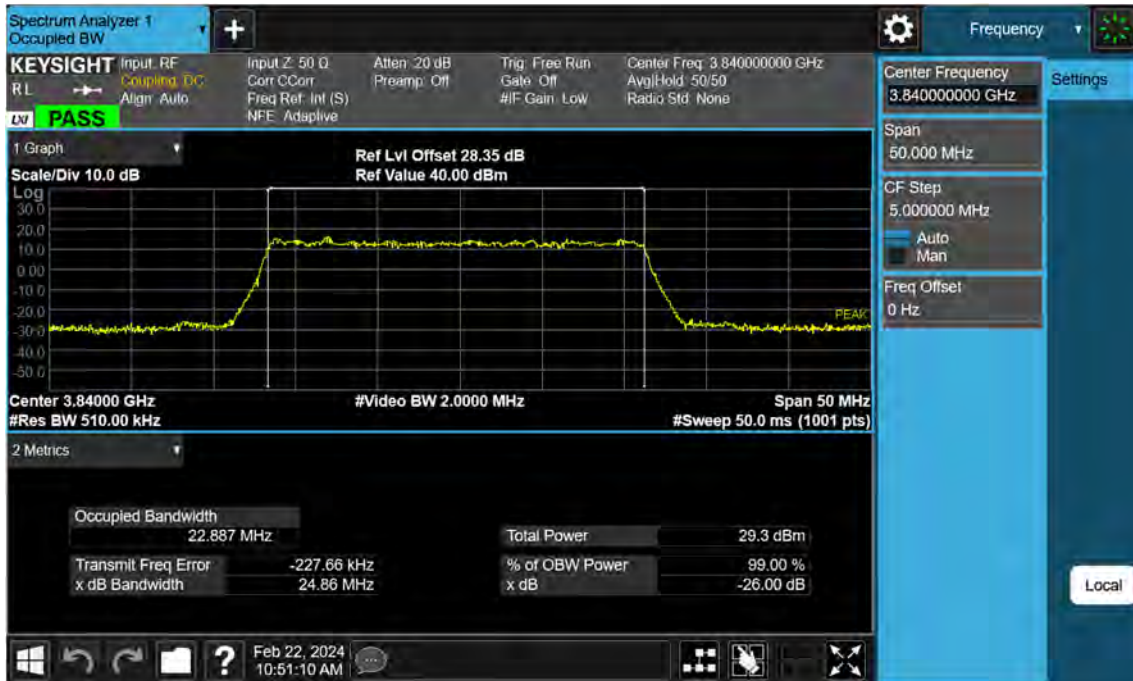 Spectrum Analyzer 1
Occupied BW
+
Frequency
KEYSIGHT
RL
LXI
PASS
Input: RF
Coupling: DC
Align: Auto
Input Z: 50 Ω
Corr CCorr
Freq Ref: Int (S)
NFE: Adaptive
Atten: 20 dB
Preamp: Off
Trig: Free Run
Gate: Off
#IF Gain: Low
Center Freq: 3.840000000 GHz
Avg|Hold: 50/50
Radio Std: None
Center Frequency
3.840000000 GHz
Settings
Span
50.000 MHz
CF Step
5.000000 MHz
Auto
Man
Freq Offset
0 Hz
1 Graph
Scale/Div 10.0 dB
Ref Lvl Offset 28.35 dB
Ref Value 40.00 dBm
Log
30.0
20.0
10.0
0.00
-10.0
-20.0
-30.0
-40.0
-50.0
PEAK
Center 3.84000 GHz
#Video BW 2.0000 MHz
Span 50 MHz
#Res BW 510.00 kHz
#Sweep 50.0 ms (1001 pts)
2 Metrics
Occupied Bandwidth
22.887 MHz
Total Power 29.3 dBm
Transmit Freq Error -227.66 kHz
% of OBW Power 99.00 %
x dB Bandwidth 24.86 MHz
x dB -26.00 dB
Local
?
Feb 22, 2024
10:51:10 AM